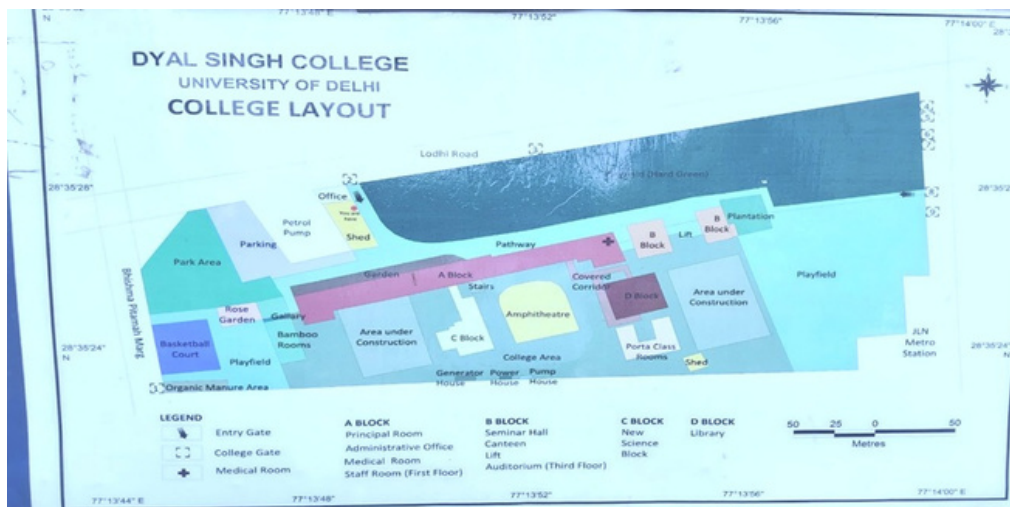 77°13'48" E
77°13'52"
77°13'56"
77°14'00" E
N
DYAL SINGH COLLEGE
UNIVERSITY OF DELHI
COLLEGE LAYOUT
Lodhi Road
28°35'28"
N
Office
You are
Here
Shed
Petrol
Pump
Parking
Park Area
Pathway
B
Block
Lift
B
Block
Plantation
Playfield
Garden
A Block
Stairs
Covered
Corridor
D Block
Area under
Construction
Rose
Garden
Gallary
Bamboo
Rooms
Area under
Construction
C Block
Amphitheatre
College Area
Porta Class
Rooms
Shed
JLN
Metro
Station
Bhishma Pitamah Marg
28°35'24"
N
Basketball
Court
Playfield
Organic Manure Area
Generator
House
Power
House
Pump
House
28°35'24"
N
LEGEND
Entry Gate
College Gate
Medical Room
A BLOCK
Principal Room
Administrative Office
Medical Room
Staff Room (First Floor)
B BLOCK
Seminar Hall
Canteen
Lift
Auditorium (Third Floor)
C BLOCK
New
Science
Block
D BLOCK
Library
50 25 0 50
Metres
77°13'44" E
77°13'48"
77°13'52"
77°13'56"
77°14'00" E